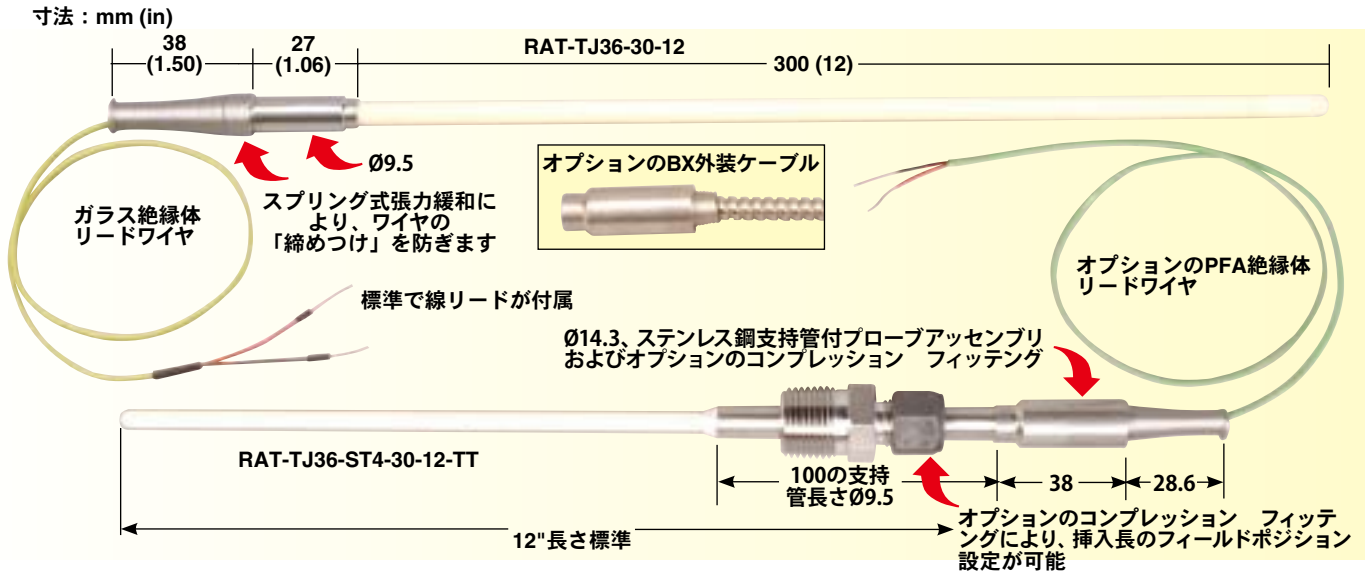 寸法：mm (in)
38
(1.50)
27
(1.06)
RAT-TJ36-30-12
300 (12)
Ø9.5
スプリング式張力緩和に
より、ワイヤの
「締めつけ」を防ぎます
ガラス絶縁体
リードワイヤ
オプションのBX外装ケーブル
オプションのPFA絶縁体
リードワイヤ
標準で線リードが付属
Ø14.3、ステンレス鋼支持管付プローブアッセンブリ
およびオプションのコンプレッション　フィッテング
RAT-TJ36-ST4-30-12-TT
100の支持
管長さØ9.5
38
28.6
12"長さ標準
オプションのコンプレッション　フィッテ
ングにより、挿入長のフィールドポジション
設定が可能